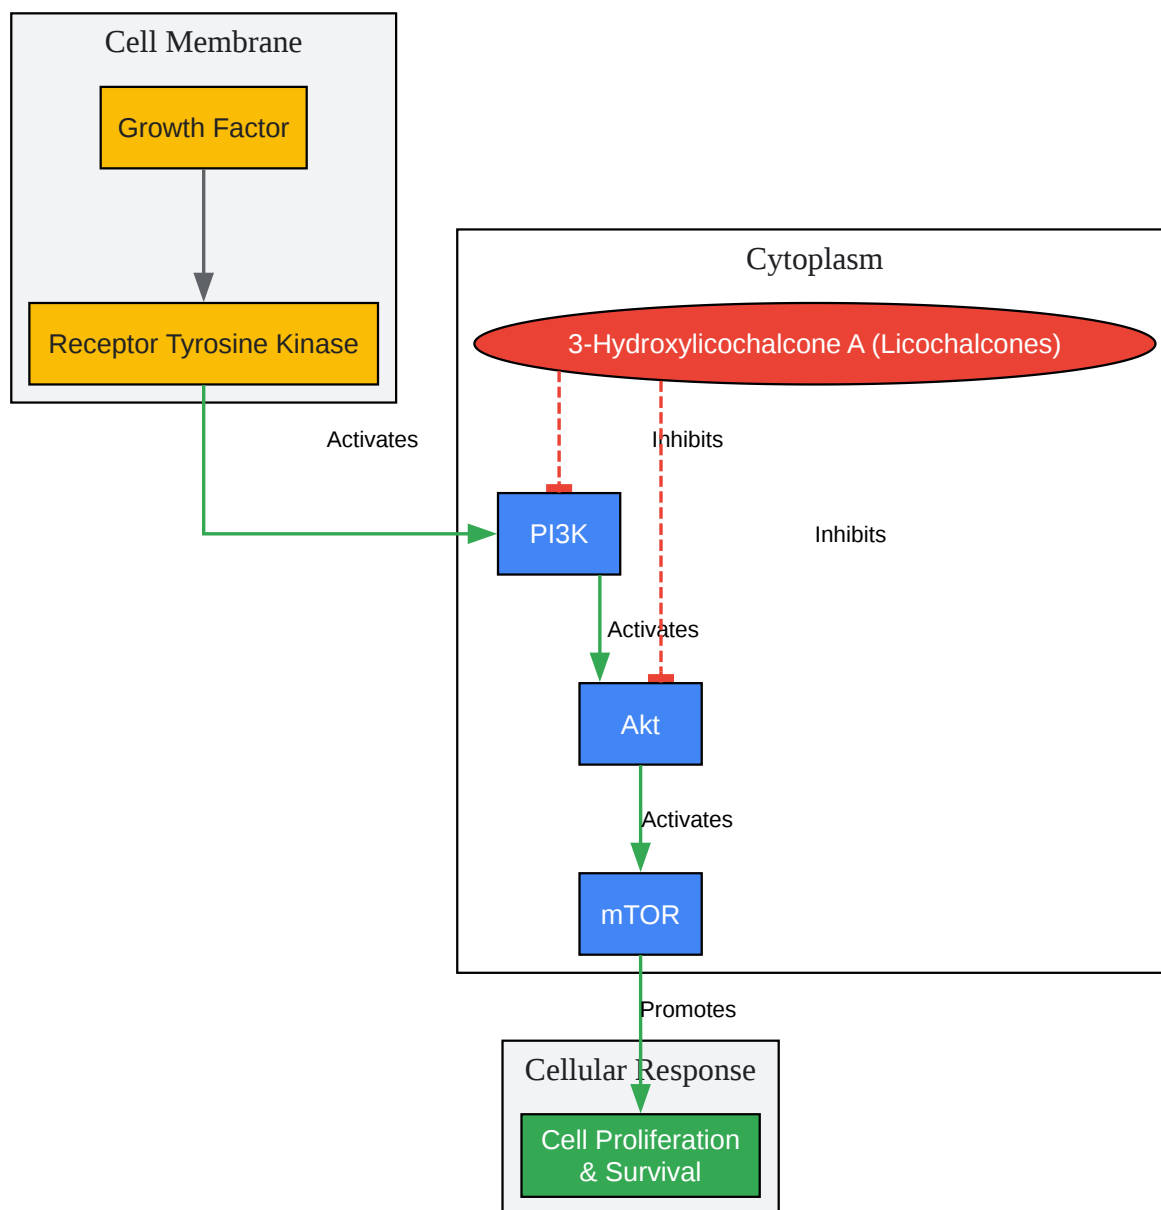 Cell Membrane
Growth Factor
Receptor Tyrosine Kinase
Cytoplasm
3-Hydroxylicochalcone A (Licochalcones)
Activates
Inhibits
PI3K
Inhibits
Activates
Akt
Activates
mTOR
Promotes
Cellular Response
Cell Proliferation
& Survival